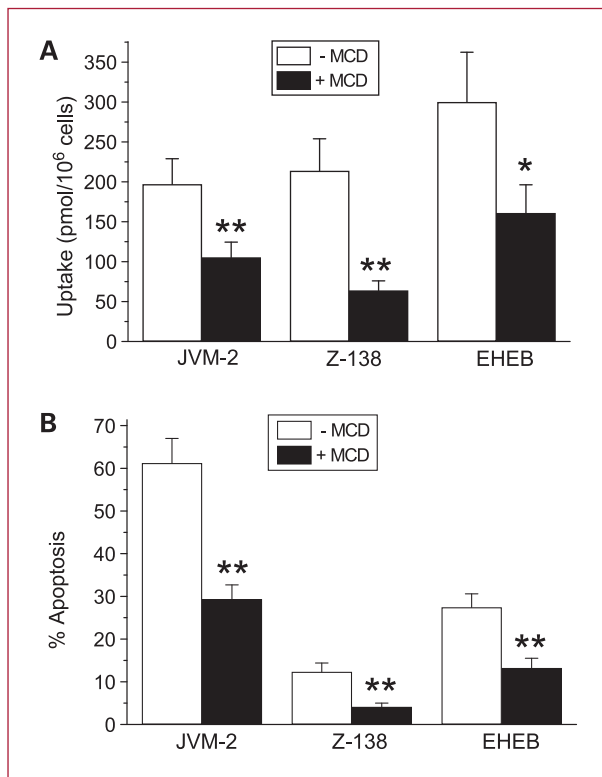 A
- MCD
+ MCD
Uptake (pmol/10⁶ cells)
350
300
250
200
150
100
50
0
**
**
*
JVM-2
Z-138
EHEB
B
- MCD
+ MCD
% Apoptosis
70
60
50
40
30
20
10
0
**
**
**
JVM-2
Z-138
EHEB